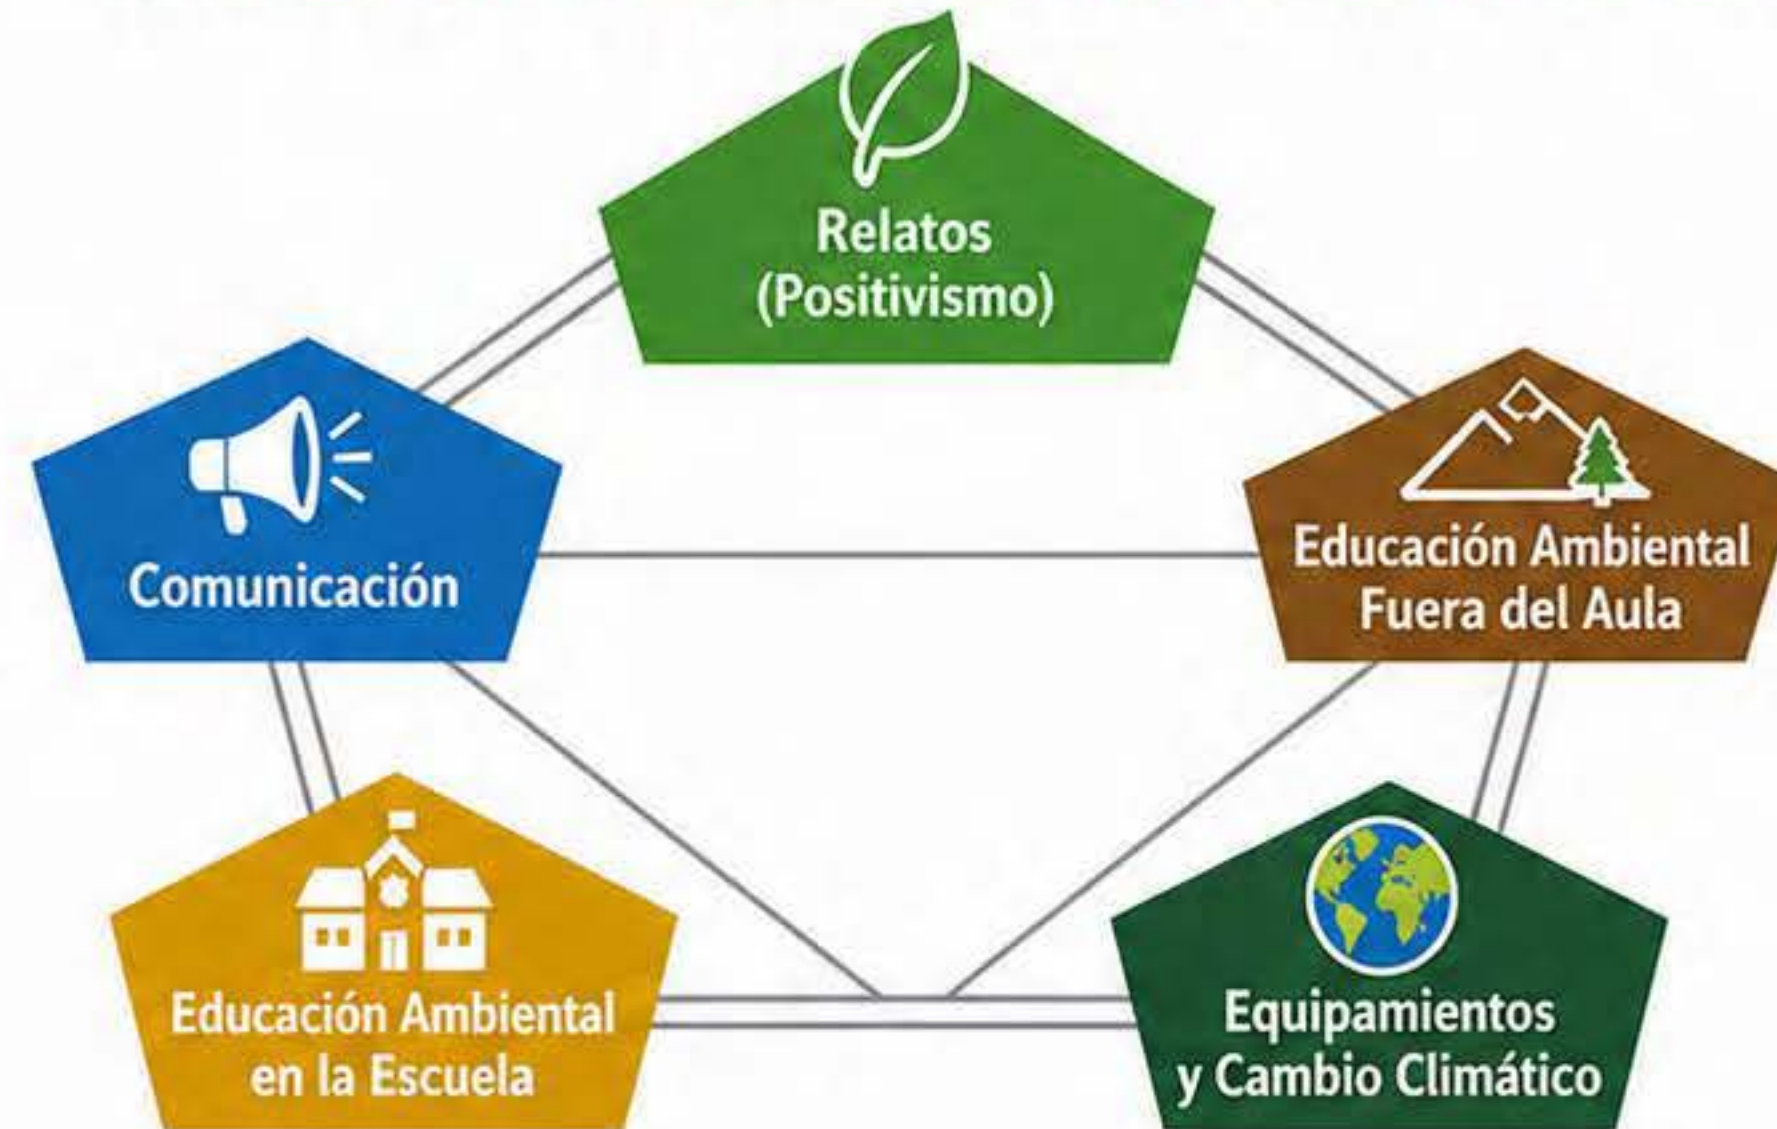 Relatos
(Positivismo)
Comunicación
Educación Ambiental
Fuera del Aula
Educación Ambiental
en la Escuela
Equipamientos
y Cambio Climático